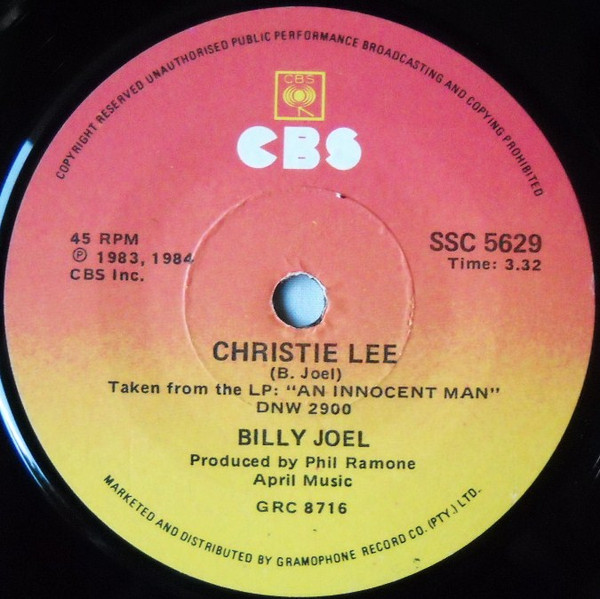 COPYRIGHT RESERVED UNAUTHORISED PUBLIC PERFORMANCE BROADCASTING AND COPYING PROHIBITED
CBS
CBS
45 RPM
℗ 1983, 1984
CBS Inc.
SSC 5629
Time: 3.32
CHRISTIE LEE
(B. Joel)
Taken from the LP: "AN INNOCENT MAN"
DNW 2900
BILLY JOEL
Produced by Phil Ramone
April Music
GRC 8716
MARKETED AND DISTRIBUTED BY GRAMOPHONE RECORD CO. (PTY.) LTD.